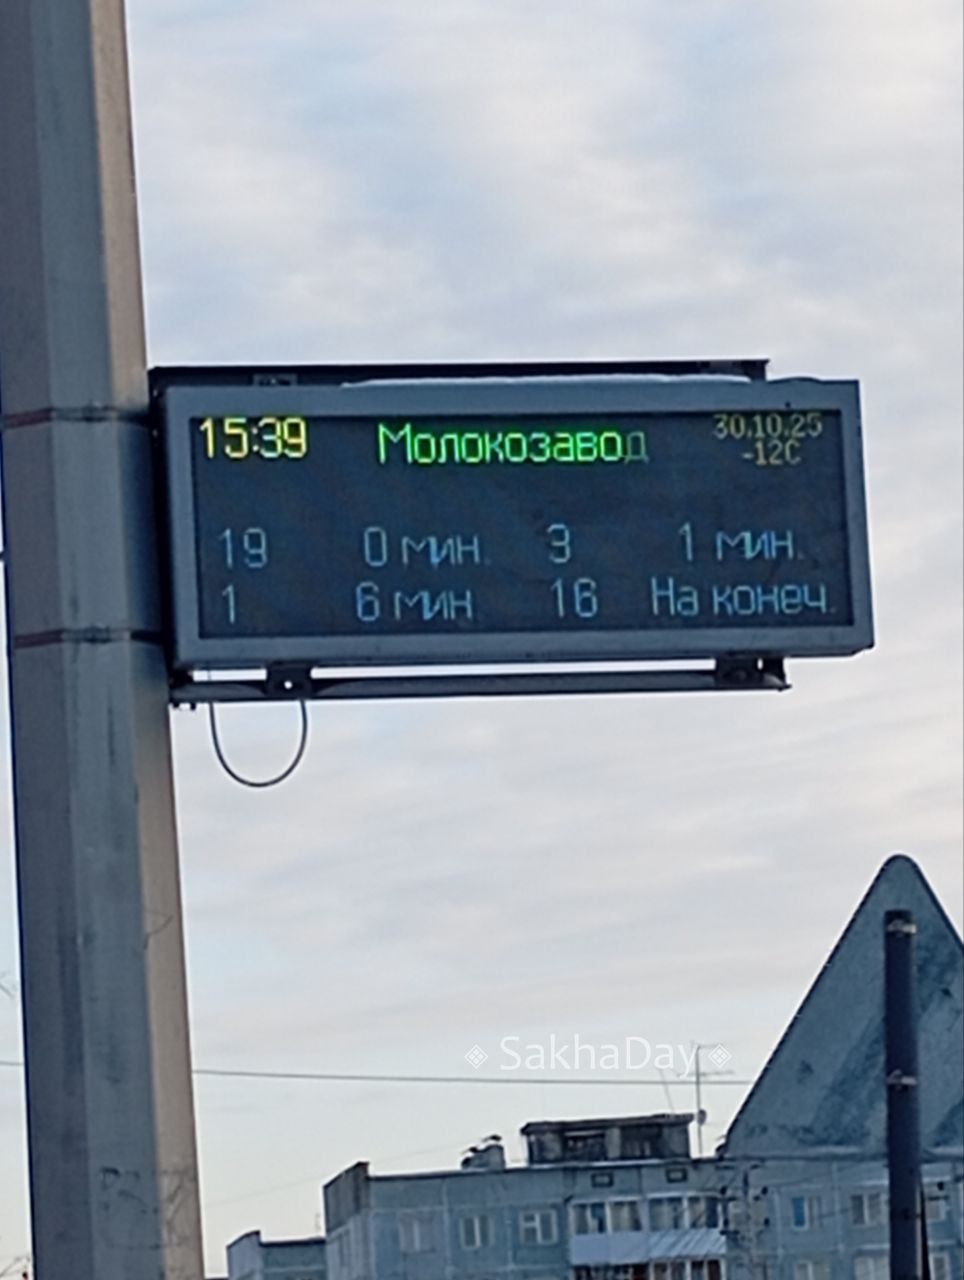 15:39 Молокозавод 30.10.25
-12С
19 0 мин. 3 1 мин.
1 6 мин 16 На конеч.
SakhaDay